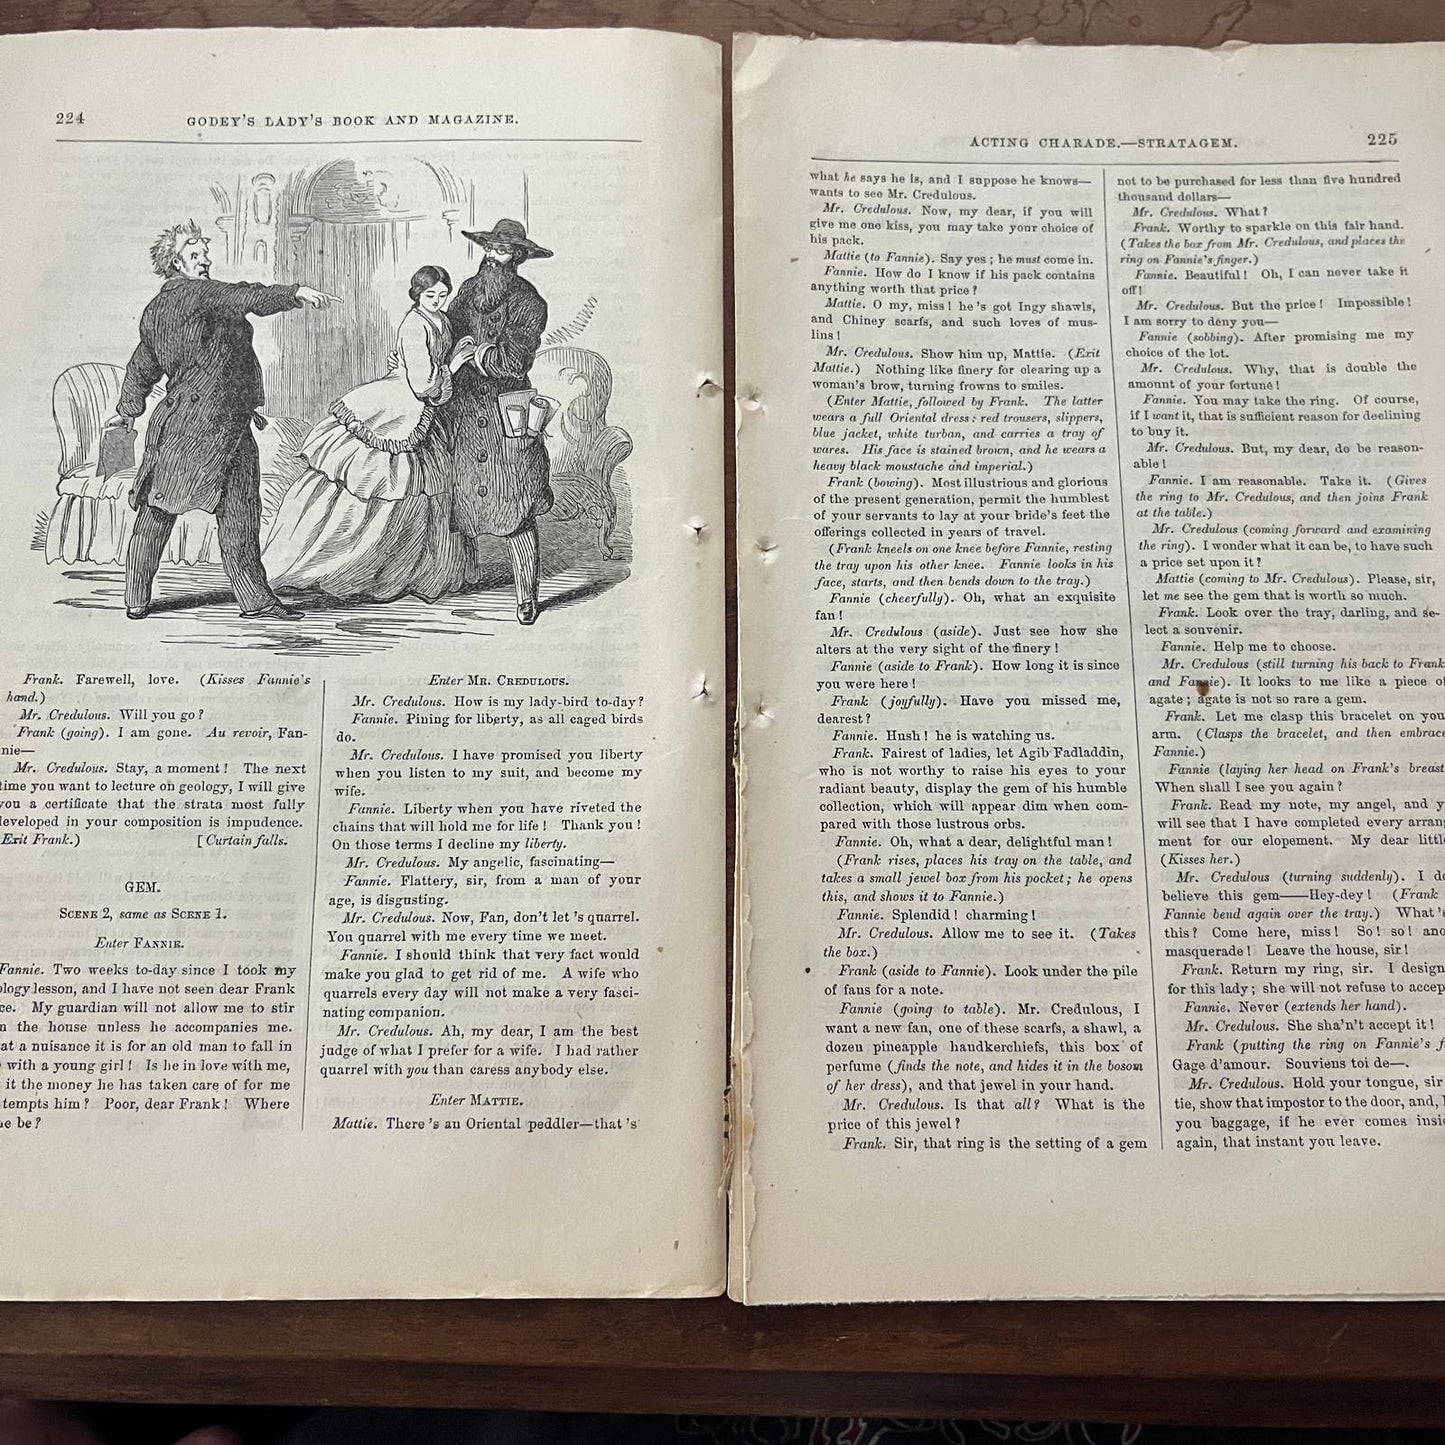 224
GODEY'S LADY'S BOOK AND MAGAZINE.
Frank. Farewell, love. (Kisses Fannie's
hand.)
Mr. Credulous. Will you go?
Frank (going). I am gone. Au revoir, Fan-
nie—
Mr. Credulous. Stay, a moment! The next
time you want to lecture on geology, I will give
you a certificate that the strata most fully
developed in your composition is impudence.
Exit Frank.) [Curtain falls.
GEM.
SCENE 2, same as SCENE 1.
Enter FANNIE.
Fannie. Two weeks to-day since I took my
ology lesson, and I have not seen dear Frank
ce. My guardian will not allow me to stir
m the house unless he accompanies me.
at a nuisance it is for an old man to fall in
with a young girl! Is he in love with me,
it the money he has taken care of for me
tempts him? Poor, dear Frank! Where
he be?
Enter MR. CREDULOUS.
Mr. Credulous. How is my lady-bird to-day?
Fannie. Pining for liberty, as all caged birds
do.
Mr. Credulous. I have promised you liberty
when you listen to my suit, and become my
wife.
Fannie. Liberty when you have riveted the
chains that will hold me for life! Thank you!
On those terms I decline my liberty.
Mr. Credulous. My angelic, fascinating—
Fannie. Flattery, sir, from a man of your
age, is disgusting.
Mr. Credulous. Now, Fan, don't let's quarrel.
You quarrel with me every time we meet.
Fannie. I should think that very fact would
make you glad to get rid of me. A wife who
quarrels every day will not make a very fasci-
nating companion.
Mr. Credulous. Ah, my dear, I am the best
judge of what I prefer for a wife. I had rather
quarrel with you than caress anybody else.
Enter MATTIE.
Mattie. There's an Oriental peddler—that's
ACTING CHARADE.—STRATAGEM.
225
what he says he is, and I suppose he knows—
wants to see Mr. Credulous.
Mr. Credulous. Now, my dear, if you will
give me one kiss, you may take your choice of
his pack.
Mattie (to Fannie). Say yes; he must come in.
Fannie. How do I know if his pack contains
anything worth that price?
Mattie. O my, miss! he's got Ingy shawls,
and Chiney scarfs, and such loves of mus-
lins!
Mr. Credulous. Show him up, Mattie. (Exit
Mattie.) Nothing like finery for clearing up a
woman's brow, turning frowns to smiles.
(Enter Mattie, followed by Frank. The latter
wears a full Oriental dress: red trousers, slippers,
blue jacket, white turban, and carries a tray of
wares. His face is stained brown, and he wears a
heavy black moustache and imperial.)
Frank (bowing). Most illustrious and glorious
of the present generation, permit the humblest
of your servants to lay at your bride's feet the
offerings collected in years of travel.
(Frank kneels on one knee before Fannie, resting
the tray upon his other knee. Fannie looks in his
face, starts, and then bends down to the tray.)
Fannie (cheerfully). Oh, what an exquisite
fan!
Mr. Credulous (aside). Just see how she
alters at the very sight of the finery!
Fannie (aside to Frank). How long it is since
you were here!
Frank (joyfully). Have you missed me,
dearest?
Fannie. Hush! he is watching us.
Frank. Fairest of ladies, let Agib Fadladdin,
who is not worthy to raise his eyes to your
radiant beauty, display the gem of his humble
collection, which will appear dim when com-
pared with those lustrous orbs.
Fannie. Oh, what a dear, delightful man!
(Frank rises, places his tray on the table, and
takes a small jewel box from his pocket; he opens
this, and shows it to Fannie.)
Fannie. Splendid! charming!
Mr. Credulous. Allow me to see it. (Takes
the box.)
Frank (aside to Fannie). Look under the pile
of fans for a note.
Fannie (going to table). Mr. Credulous, I
want a new fan, one of these scarfs, a shawl, a
dozen pineapple handkerchiefs, this box of
perfume (finds the note, and hides it in the bosom
of her dress), and that jewel in your hand.
Mr. Credulous. Is that all? What is the
price of this jewel?
Frank. Sir, that ring is the setting of a gem
not to be purchased for less than five hundred
thousand dollars—
Mr. Credulous. What?
Frank. Worthy to sparkle on this fair hand.
(Takes the box from Mr. Credulous, and places the
ring on Fannie's finger.)
Fannie. Beautiful! Oh, I can never take it
off!
Mr. Credulous. But the price! Impossible!
I am sorry to deny you—
Fannie (sobbing). After promising me my
choice of the lot.
Mr. Credulous. Why, that is double the
amount of your fortune!
Fannie. You may take the ring. Of course,
if I want it, that is sufficient reason for declining
to buy it.
Mr. Credulous. But, my dear, do be reason-
able!
Fannie. I am reasonable. Take it. (Gives
the ring to Mr. Credulous, and then joins Frank
at the table.)
Mr. Credulous (coming forward and examining
the ring). I wonder what it can be, to have such
a price set upon it?
Mattie (coming to Mr. Credulous). Please, sir,
let me see the gem that is worth so much.
Frank. Look over the tray, darling, and se-
lect a souvenir.
Fannie. Help me to choose.
Mr. Credulous (still turning his back to Frank
and Fannie). It looks to me like a piece of
agate; agate is not so rare a gem.
Frank. Let me clasp this bracelet on you
arm. (Clasps the bracelet, and then embrace
Fannie.)
Fannie (laying her head on Frank's breast
When shall I see you again?
Frank. Read my note, my angel, and y
will see that I have completed every arran
ment for our elopement. My dear little
(Kisses her.)
Mr. Credulous (turning suddenly). I do
believe this gem——Hey-dey! (Frank
Fannie bend again over the tray.) What's
this? Come here, miss! So! so! ano
masquerade! Leave the house, sir!
Frank. Return my ring, sir. I design
for this lady; she will not refuse to accep
Fannie. Never (extends her hand).
Mr. Credulous. She sha'n't accept it!
Frank (putting the ring on Fannie's fi
Gage d'amour. Souviens toi de—.
Mr. Credulous. Hold your tongue, sir
tie, show that impostor to the door, and,
you baggage, if he ever comes insi
again, that instant you leave.